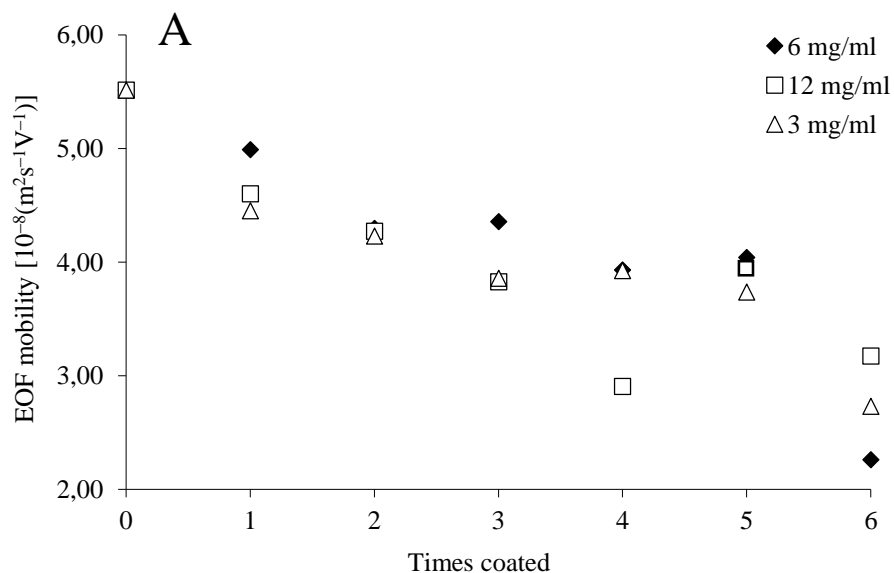 A
6,00
5,00
4,00
3,00
2,00
EOF mobility [10⁻⁸(m²s⁻¹V⁻¹)]
6 mg/ml
12 mg/ml
3 mg/ml
0 1 2 3 4 5 6
Times coated